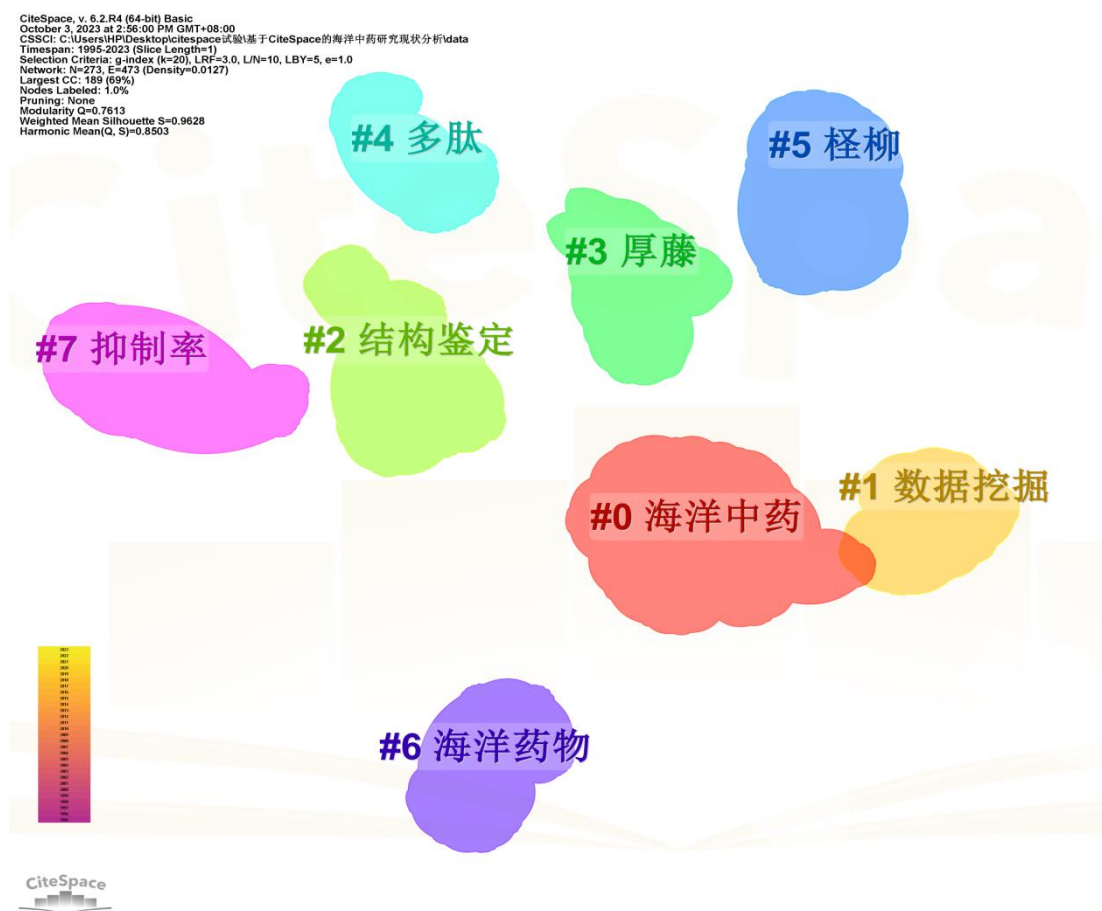 CiteSpace, v. 6.2.R4 (64-bit) Basic
October 3, 2023 at 2:56:00 PM GMT+08:00
CSSCI: C:\Users\HP\Desktop\citespace试验\基于CiteSpace的海洋中药研究现状分析\data
Timespan: 1995-2023 (Slice Length=1)
Selection Criteria: g-index (k=20), LRF=3.0, L/N=10, LBY=5, e=1.0
Network: N=273, E=473 (Density=0.0127)
Largest CC: 189 (69%)
Nodes Labeled: 1.0%
Pruning: None
Modularity Q=0.7613
Weighted Mean Silhouette S=0.9628
Harmonic Mean(Q, S)=0.8503
#4 多肽
#5 柽柳
#3 厚藤
#2 结构鉴定
#7 抑制率
#1 数据挖掘
#0 海洋中药
#6 海洋药物
CiteSpace